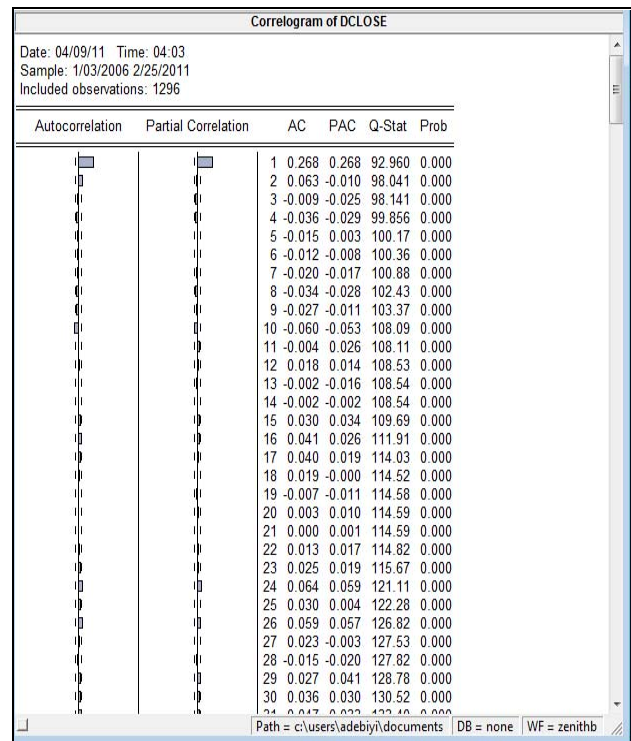 Correlogram of DCLOSE
Date: 04/09/11 Time: 04:03
Sample: 1/03/2006 2/25/2011
Included observations: 1296
Autocorrelation Partial Correlation AC PAC Q-Stat Prob
1 0.268 0.268 92.960 0.000
2 0.063 -0.010 98.041 0.000
3 -0.009 -0.025 98.141 0.000
4 -0.036 -0.029 99.856 0.000
5 -0.015 0.003 100.17 0.000
6 -0.012 -0.008 100.36 0.000
7 -0.020 -0.017 100.88 0.000
8 -0.034 -0.028 102.43 0.000
9 -0.027 -0.011 103.37 0.000
10 -0.060 -0.053 108.09 0.000
11 -0.004 0.026 108.11 0.000
12 0.018 0.014 108.53 0.000
13 -0.002 -0.016 108.54 0.000
14 -0.002 -0.002 108.54 0.000
15 0.030 0.034 109.69 0.000
16 0.041 0.026 111.91 0.000
17 0.040 0.019 114.03 0.000
18 0.019 -0.000 114.52 0.000
19 -0.007 -0.011 114.58 0.000
20 0.003 0.010 114.59 0.000
21 0.000 0.001 114.59 0.000
22 0.013 0.017 114.82 0.000
23 0.025 0.019 115.67 0.000
24 0.064 0.059 121.11 0.000
25 0.030 0.004 122.28 0.000
26 0.059 0.057 126.82 0.000
27 0.023 -0.003 127.53 0.000
28 -0.015 -0.020 127.82 0.000
29 0.027 0.041 128.78 0.000
30 0.036 0.030 130.52 0.000
Path = c:\users\adebiyi\documents DB = none WF = zenithb